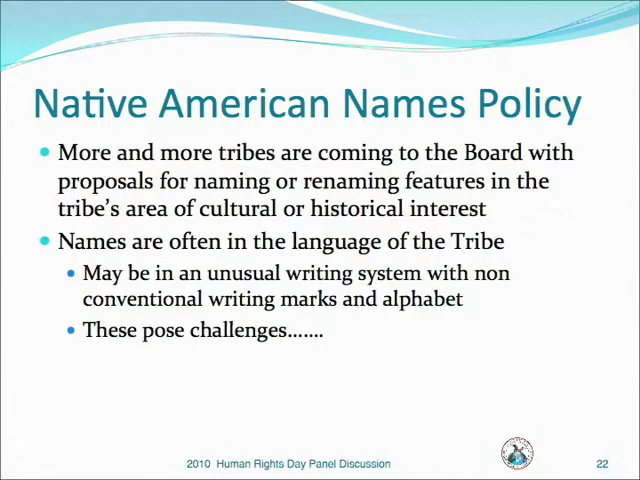 Native American Names Policy
More and more tribes are coming to the Board with
proposals for naming or renaming features in the
tribe's area of cultural or historical interest
Names are often in the language of the Tribe
May be in an unusual writing system with non
conventional writing marks and alphabet
These pose challenges…….
2010 Human Rights Day Panel Discussion
22